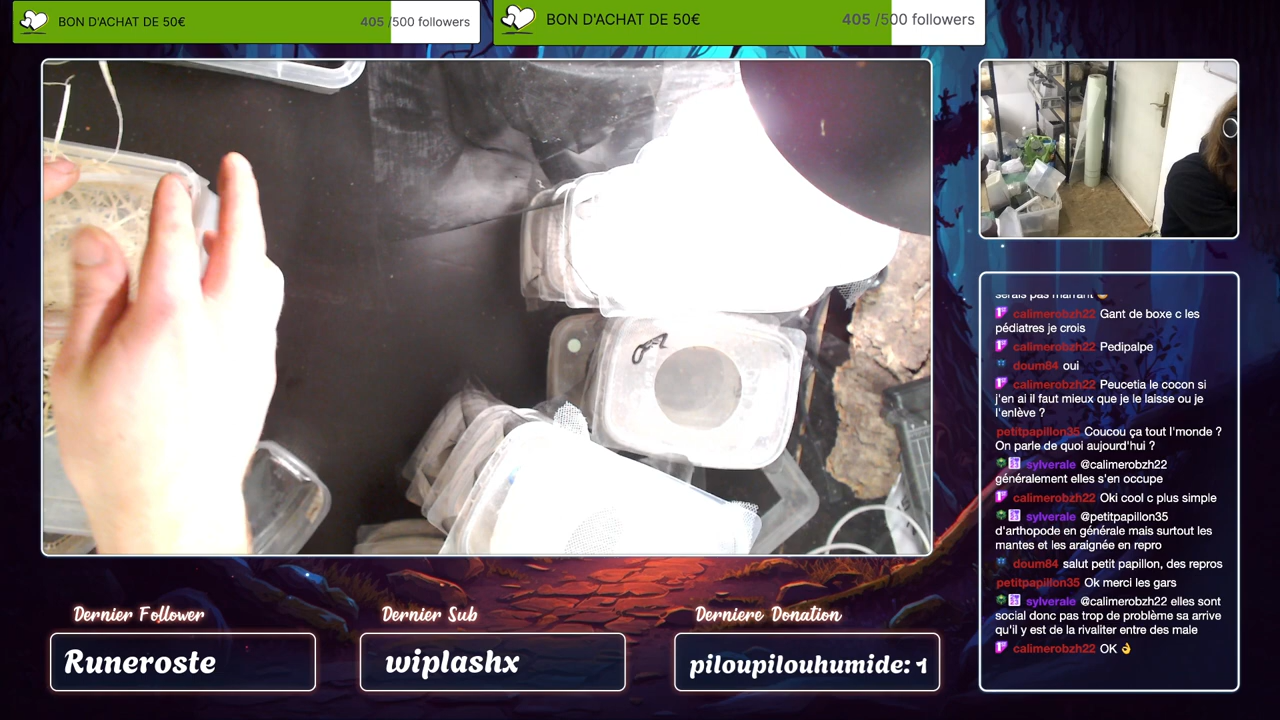 BON D'ACHAT DE 50€
405 /500 followers
BON D'ACHAT DE 50€
405 /500 followers
serais pas marrant
calimerobzh22 Gant de boxe c les
pédiatres je crois
calimerobzh22 Pedipalpe
doum84 oui
calimerobzh22 Peucetia le cocon si
j'en ai il faut mieux que je le laisse ou je
l'enlève ?
petitpapillon35 Coucou ça tout l'monde ?
On parle de quoi aujourd'hui ?
sylverale @calimerobzh22
généralement elles s'en occupe
calimerobzh22 Oki cool c plus simple
sylverale @petitpapillon35
d'arthopode en générale mais surtout les
mantes et les araignée en repro
doum84 salut petit papillon, des repros
petitpapillon35 Ok merci les gars
sylverale @calimerobzh22 elles sont
social donc pas trop de problème sa arrive
qu'il y est de la rivaliter entre des male
calimerobzh22 OK 👌
Dernier Follower
Runeroste
Dernier Sub
wiplashx
Derniere Donation
piloupilouhumide: 1